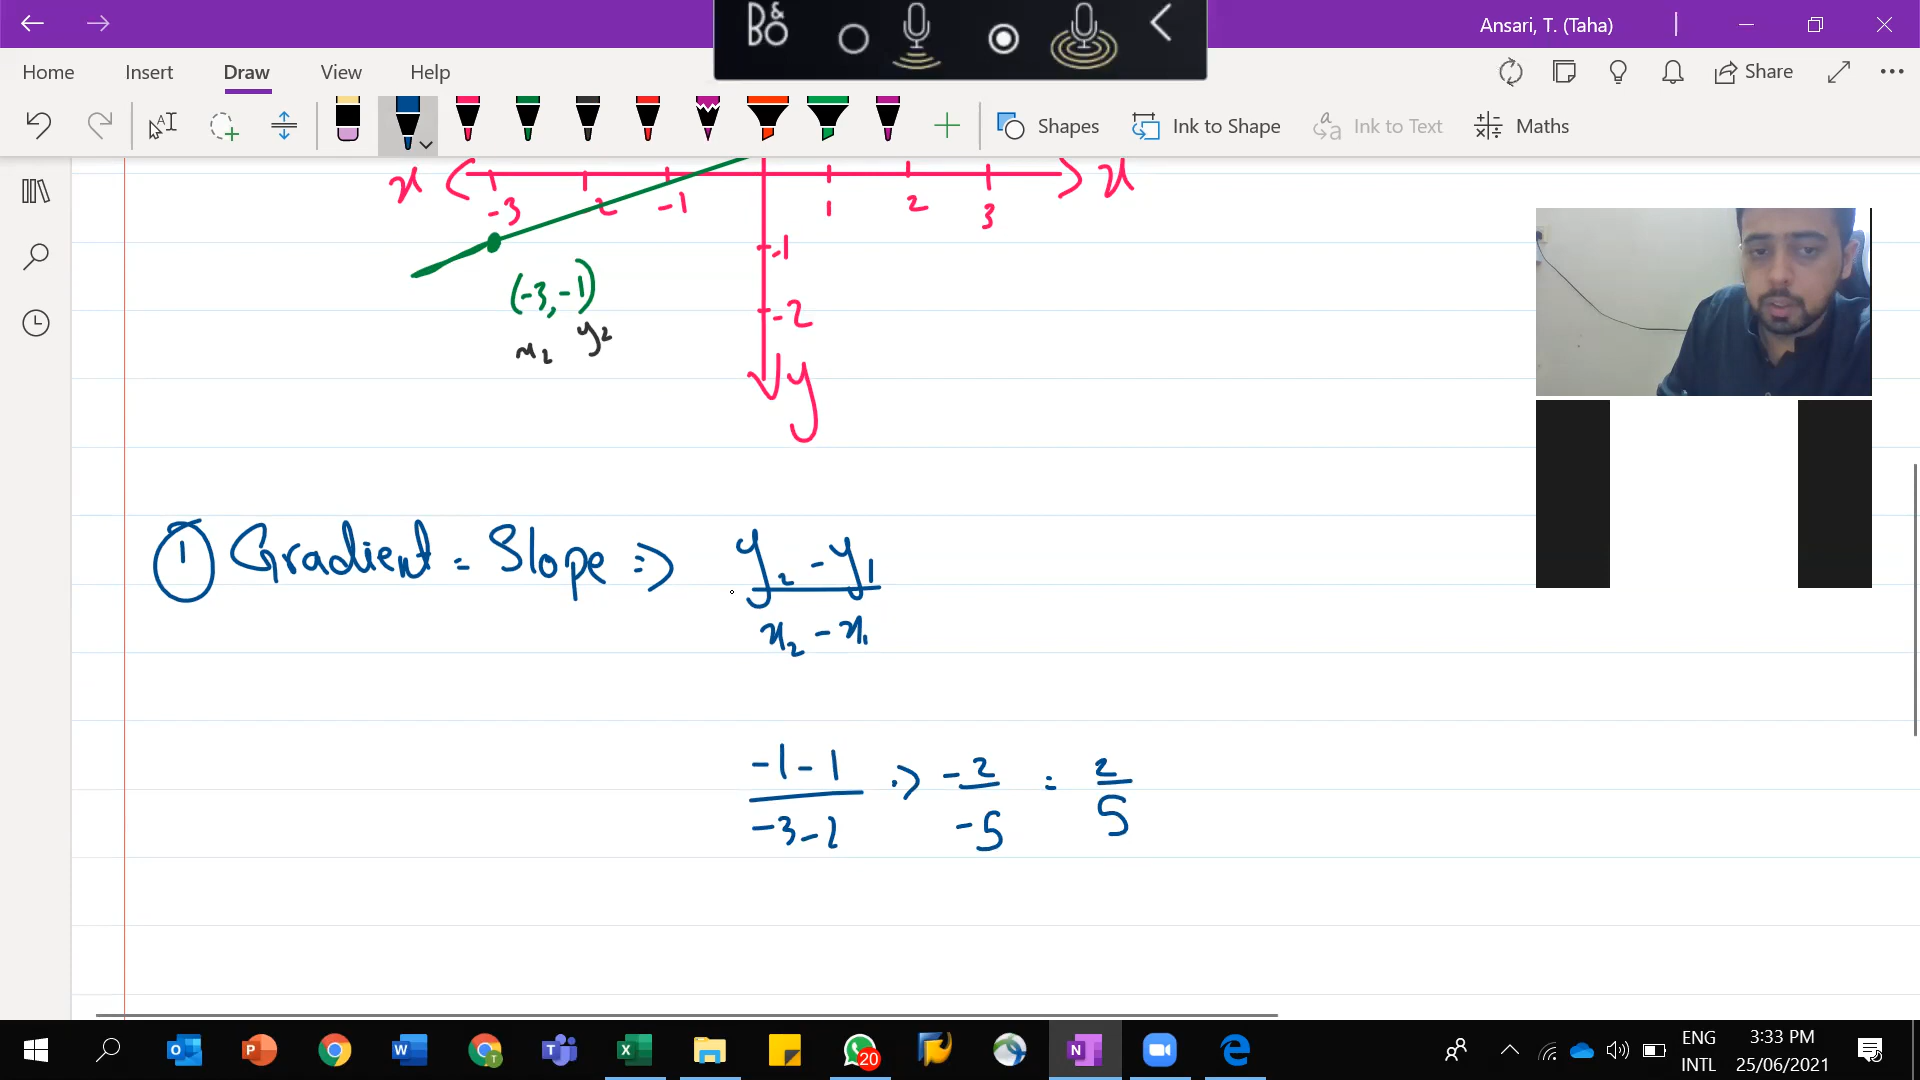 Ansari, T. (Taha)
B&O
Home Insert Draw View Help
Share
Shapes Ink to Shape Ink to Text Maths
x x
-3 2 -1 1 2 3
-1
(-3, -1)
-2
x2 y2
y
① Gradient = Slope => y2 - y1
x2 - x1
-1 - 1 => -2 = 2
-3 - 2 -5 5
20
ENG
INTL
3:33 PM
25/06/2021